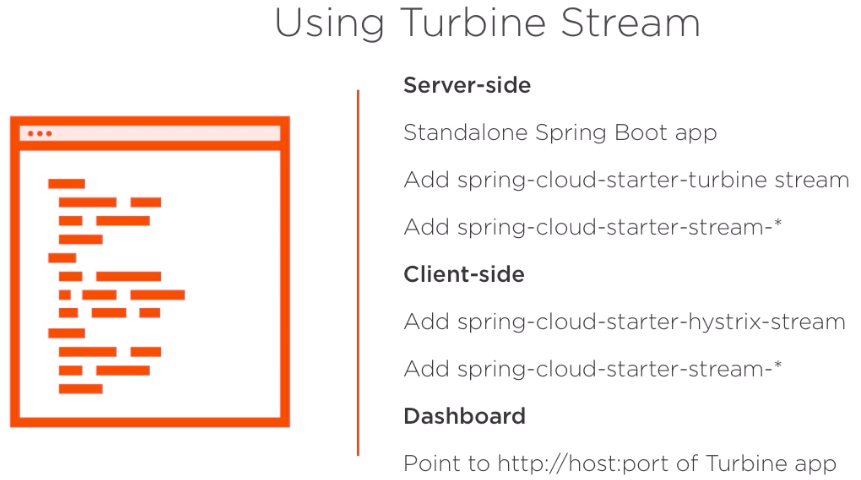 Using Turbine Stream
Server-side
Standalone Spring Boot app
Add spring-cloud-starter-turbine stream
Add spring-cloud-starter-stream-*
Client-side
Add spring-cloud-starter-hystrix-stream
Add spring-cloud-starter-stream-*
Dashboard
Point to http://host:port of Turbine app